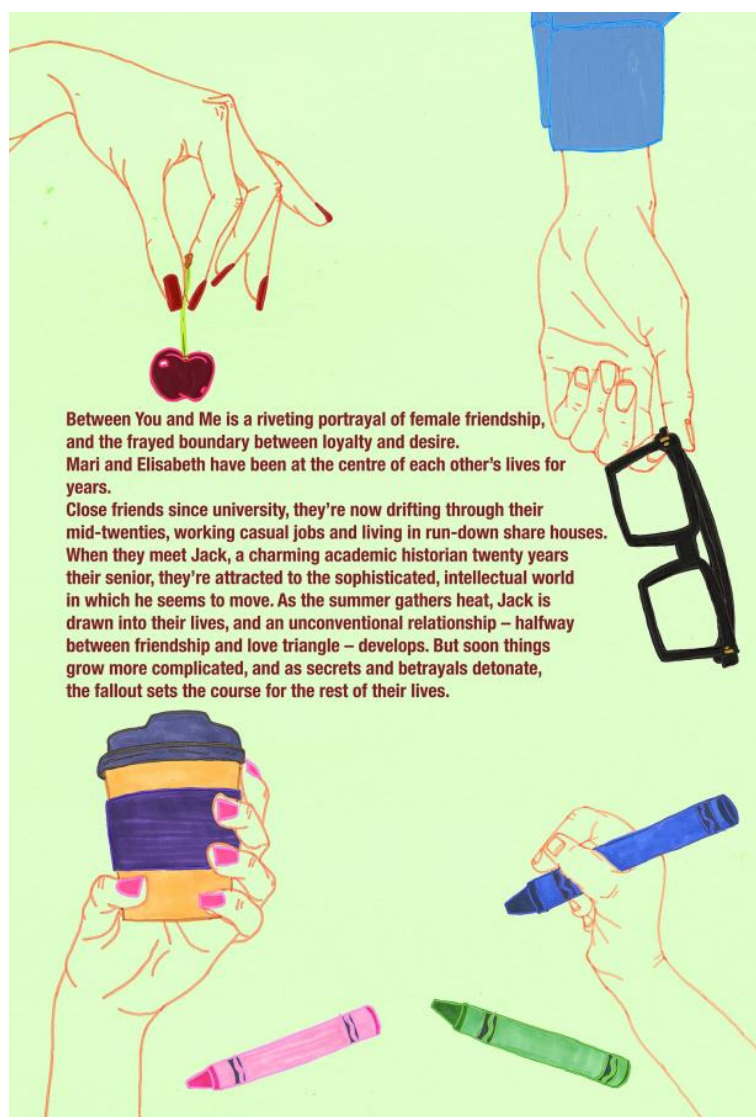 Between You and Me is a riveting portrayal of female friendship,
and the frayed boundary between loyalty and desire.
Mari and Elisabeth have been at the centre of each other’s lives for
years.
Close friends since university, they’re now drifting through their
mid-twenties, working casual jobs and living in run-down share houses.
When they meet Jack, a charming academic historian twenty years
their senior, they’re attracted to the sophisticated, intellectual world
in which he seems to move. As the summer gathers heat, Jack is
drawn into their lives, and an unconventional relationship – halfway
between friendship and love triangle – develops. But soon things
grow more complicated, and as secrets and betrayals detonate,
the fallout sets the course for the rest of their lives.